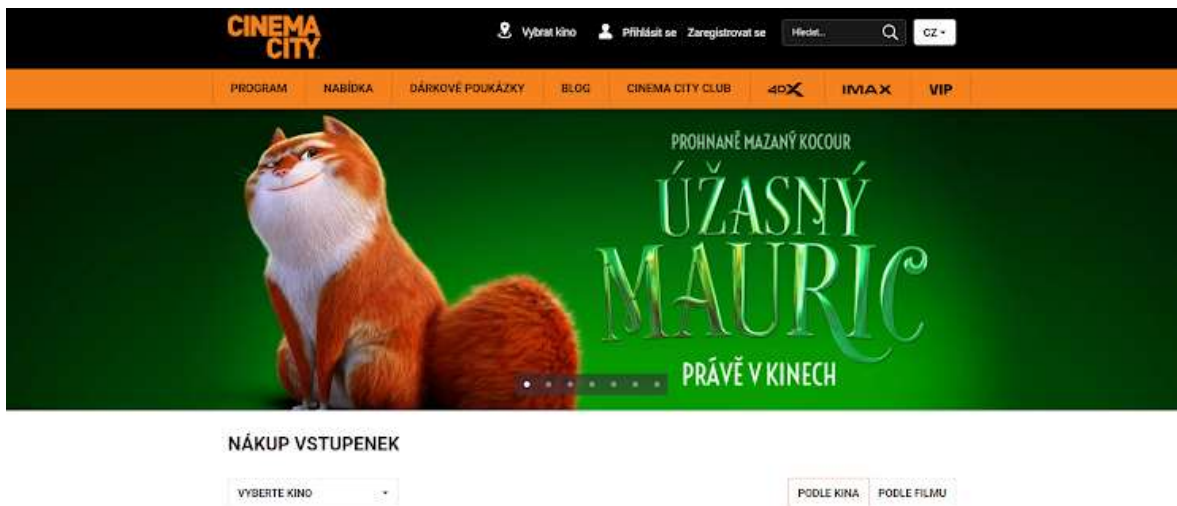 CINEMA
CITY
Vybrat kino Přihlásit se Zaregistrovat se Hledat... CZ
PROGRAM NABÍDKA DÁRKOVÉ POUKÁZKY BLOG CINEMA CITY CLUB 4DX IMAX VIP
PROHNANĚ MAZANÝ KOCOUR
ÚŽASNÝ
MAURIC
PRÁVĚ V KINECH
NÁKUP VSTUPENEK
VYBERTE KINO PODLE KINA PODLE FILMU